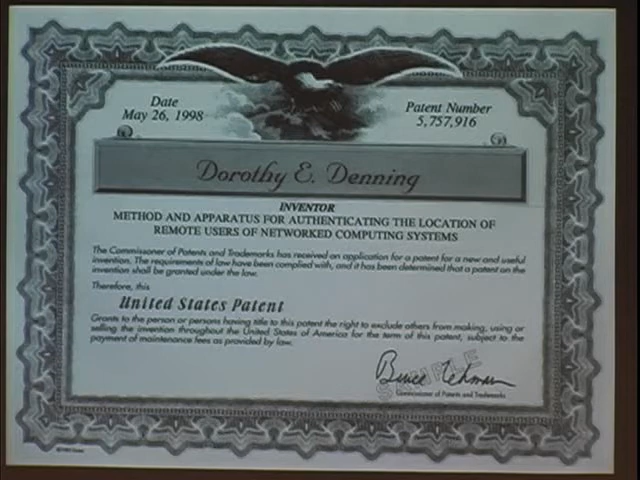 Date
May 26, 1998
Patent Number
5,757,916
Dorothy E. Denning
INVENTOR
METHOD AND APPARATUS FOR AUTHENTICATING THE LOCATION OF
REMOTE USERS OF NETWORKED COMPUTING SYSTEMS
The Commissioner of Patents and Trademarks has received an application for a patent for a new and useful
invention. The requirements of law have been complied with, and it has been determined that a patent on the
invention shall be granted under the law.
Therefore, this
United States Patent
Grants to the person or persons having title to this patent the right to exclude others from making, using or
selling the invention throughout the United States of America for the term of this patent, subject to the
payment of maintenance fees as provided by law.
Bruce Lehman
SAMPLE
Commissioner of Patents and Trademarks